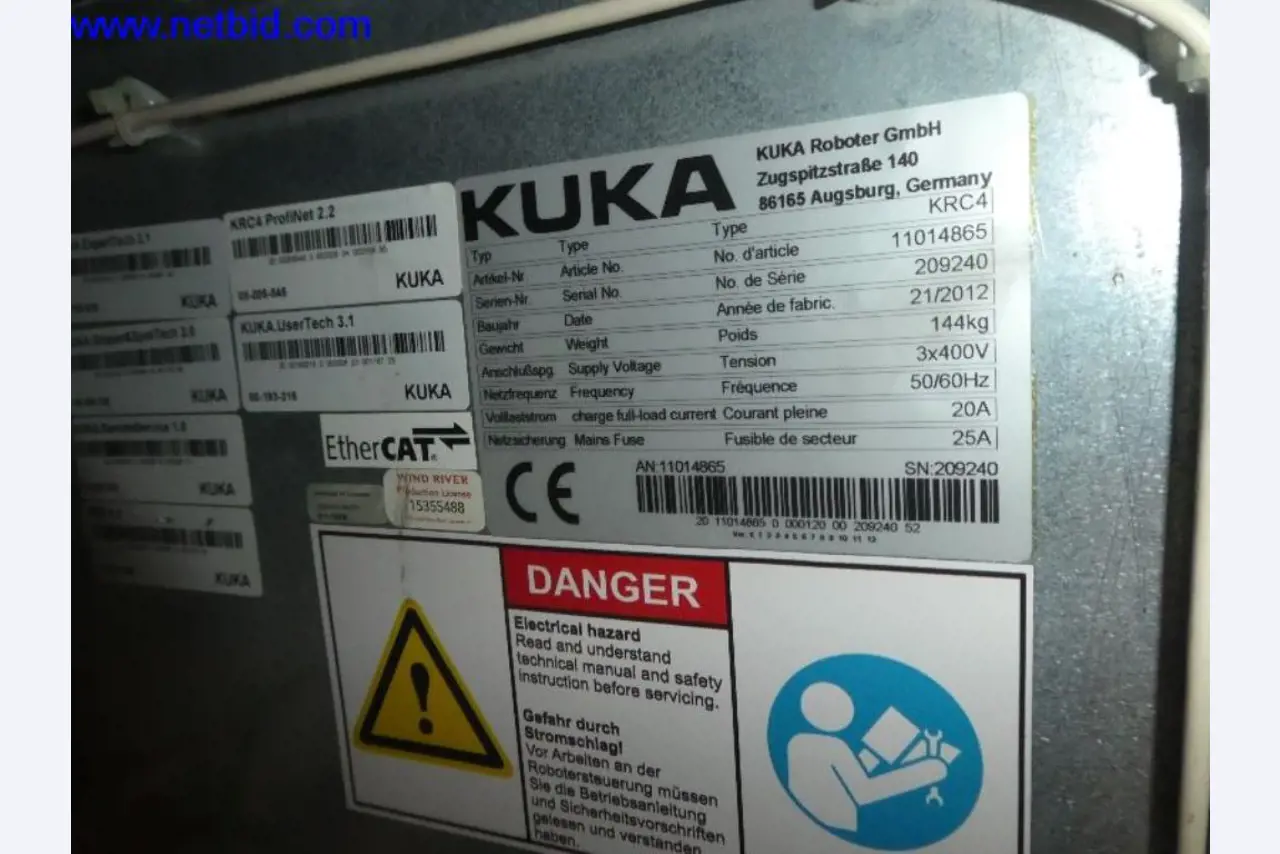 www.netbid.com
KRC4 ProfiNet 2.2
KUKA
KUKA
KUKA.UserTech 3.1
KUKA
KUKA
KUKA
KUKA
EtherCAT
WIND RIVER
Production License
15355488
KUKA
KUKA Roboter GmbH
Zugspitzstraße 140
86165 Augsburg, Germany
Typ Type Type KRC4
Artikel-Nr Article No. No. d'article 11014865
Serien-Nr. Serial No. No. de Série 209240
Baujahr Date Année de fabric. 21/2012
Gewicht Weight Poids 144kg
Anschlußspg. Supply Voltage Tension 3x400V
Netzfrequenz Frequency Fréquence 50/60Hz
Volllaststrom charge full-load current Courant pleine 20A
Netzsicherung Mains Fuse Fusible de secteur 25A
CE
AN:11014865 SN:209240
20 11014865 0 000120 00 209240 52
DANGER
Electrical hazard
Read and understand
technical manual and safety
instruction before servicing.
Gefahr durch
Stromschlag!
Vor Arbeiten an der
Robotersteuerung müssen
Sie die Betriebsanleitung
und Sicherheitsvorschriften
gelesen und verstanden
haben.